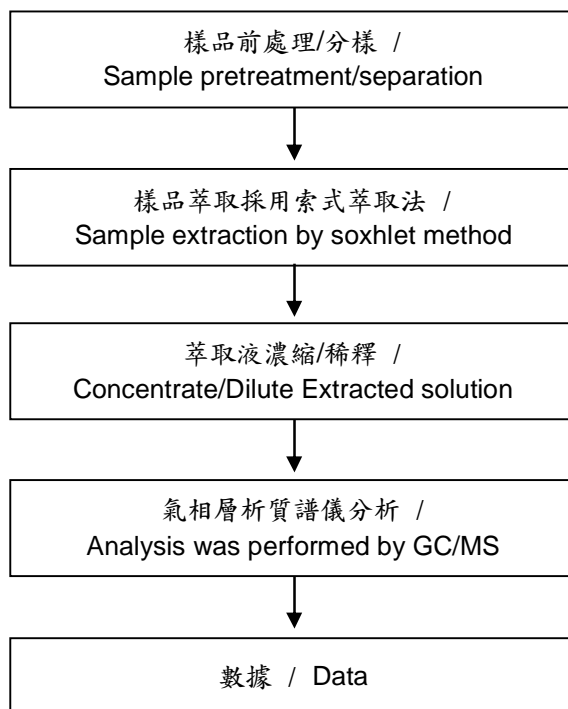 樣品前處理/分樣 /
Sample pretreatment/separation
樣品萃取採用索式萃取法 /
Sample extraction by soxhlet method
萃取液濃縮/稀釋 /
Concentrate/Dilute Extracted solution
氣相層析質譜儀分析 /
Analysis was performed by GC/MS
數據 / Data